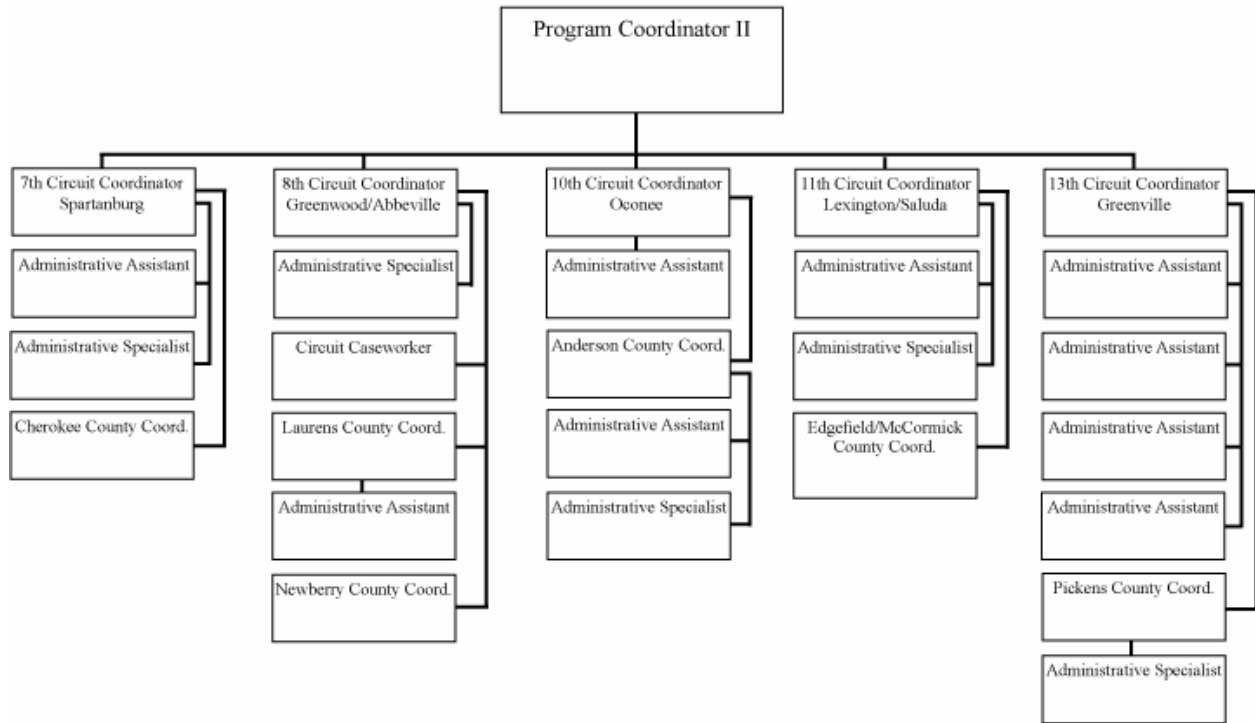 Program Coordinator II
7th Circuit Coordinator
Spartanburg
Administrative Assistant
Administrative Specialist
Cherokee County Coord.
8th Circuit Coordinator
Greenwood/Abbeville
Administrative Specialist
Circuit Caseworker
Laurens County Coord.
Administrative Assistant
Newberry County Coord.
10th Circuit Coordinator
Oconee
Administrative Assistant
Anderson County Coord.
Administrative Assistant
Administrative Specialist
11th Circuit Coordinator
Lexington/Saluda
Administrative Assistant
Administrative Specialist
Edgefield/McCormick
County Coord.
13th Circuit Coordinator
Greenville
Administrative Assistant
Administrative Assistant
Administrative Assistant
Administrative Assistant
Pickens County Coord.
Administrative Specialist